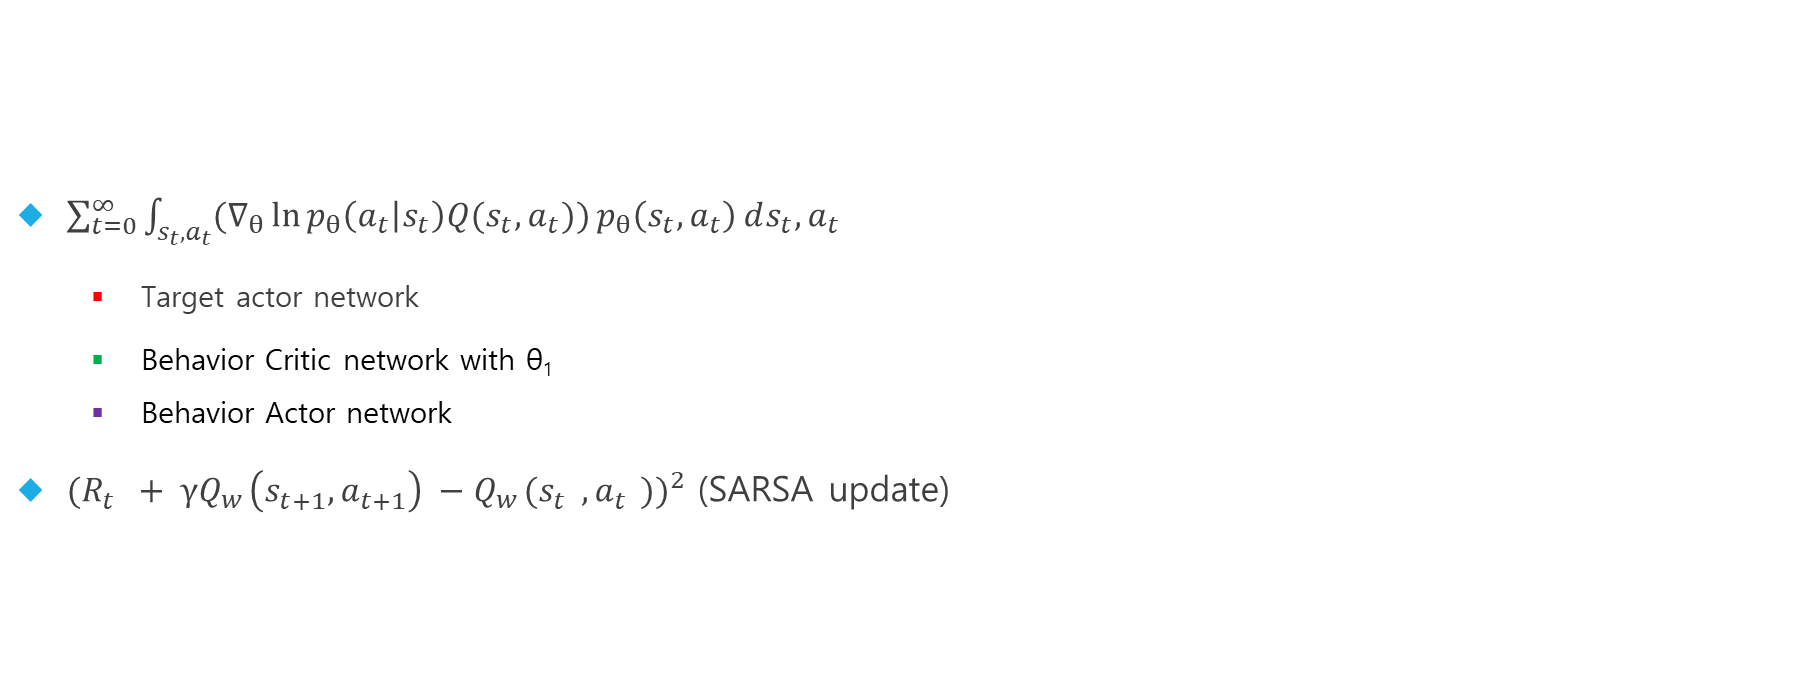 ∑_{t=0}^{∞} ∫_{s_t,a_t} (∇_θ ln p_θ(a_t|s_t)Q(s_t, a_t)) p_θ(s_t, a_t) ds_t, a_t
Target actor network
Behavior Critic network with θ₁
Behavior Actor network
(R_t + γQ_w(s_{t+1}, a_{t+1}) − Q_w(s_t , a_t ))² (SARSA update)